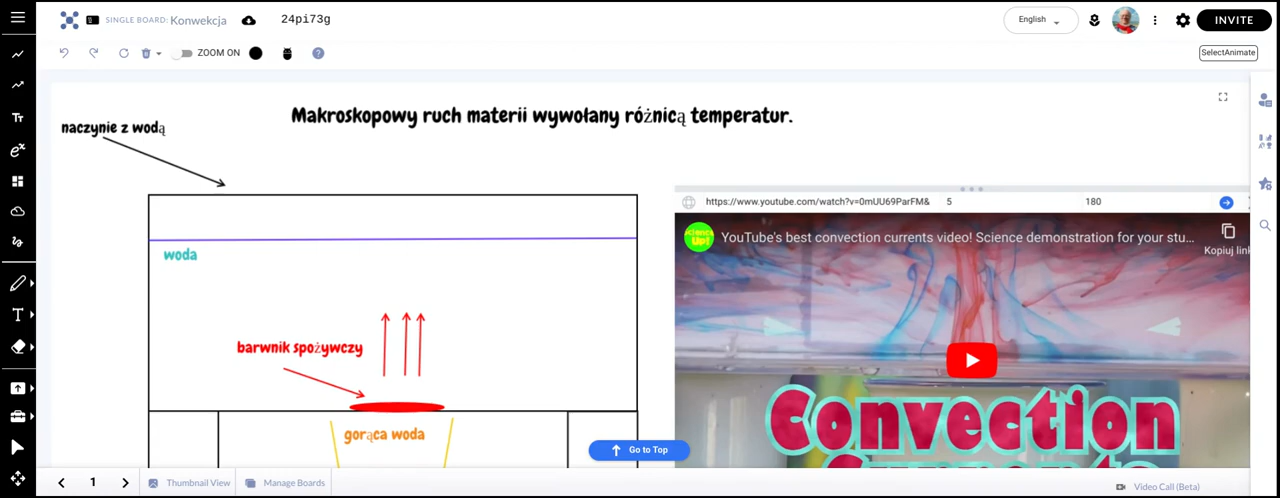 SINGLE BOARD: Konwekcja
24pi73g
English
INVITE
ZOOM ON
SelectAnimate
Makroskopowy ruch materii wywołany różnicą temperatur.
naczynie z wodą
https://www.youtube.com/watch?v=0mUU69ParFM& 5 180
Science Up!
YouTube's best convection currents video! Science demonstration for your stu...
Kopiuj link
woda
barwnik spożywczy
Convection
gorąca woda
Go to Top
1
Thumbnail View
Manage Boards
Video Call (Beta)